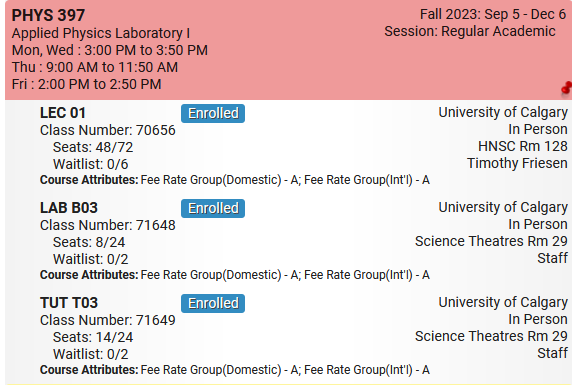 PHYS 397
Fall 2023: Sep 5 - Dec 6
Applied Physics Laboratory I
Session: Regular Academic
Mon, Wed : 3:00 PM to 3:50 PM
Thu : 9:00 AM to 11:50 AM
Fri : 2:00 PM to 2:50 PM
LEC 01 Enrolled
University of Calgary
Class Number: 70656
In Person
Seats: 48/72
HNSC Rm 128
Waitlist: 0/6
Timothy Friesen
Course Attributes: Fee Rate Group(Domestic) - A; Fee Rate Group(Int'l) - A
LAB B03 Enrolled
University of Calgary
Class Number: 71648
In Person
Seats: 8/24
Science Theatres Rm 29
Waitlist: 0/2
Staff
Course Attributes: Fee Rate Group(Domestic) - A; Fee Rate Group(Int'l) - A
TUT T03 Enrolled
University of Calgary
Class Number: 71649
In Person
Seats: 14/24
Science Theatres Rm 29
Waitlist: 0/2
Staff
Course Attributes: Fee Rate Group(Domestic) - A; Fee Rate Group(Int'l) - A